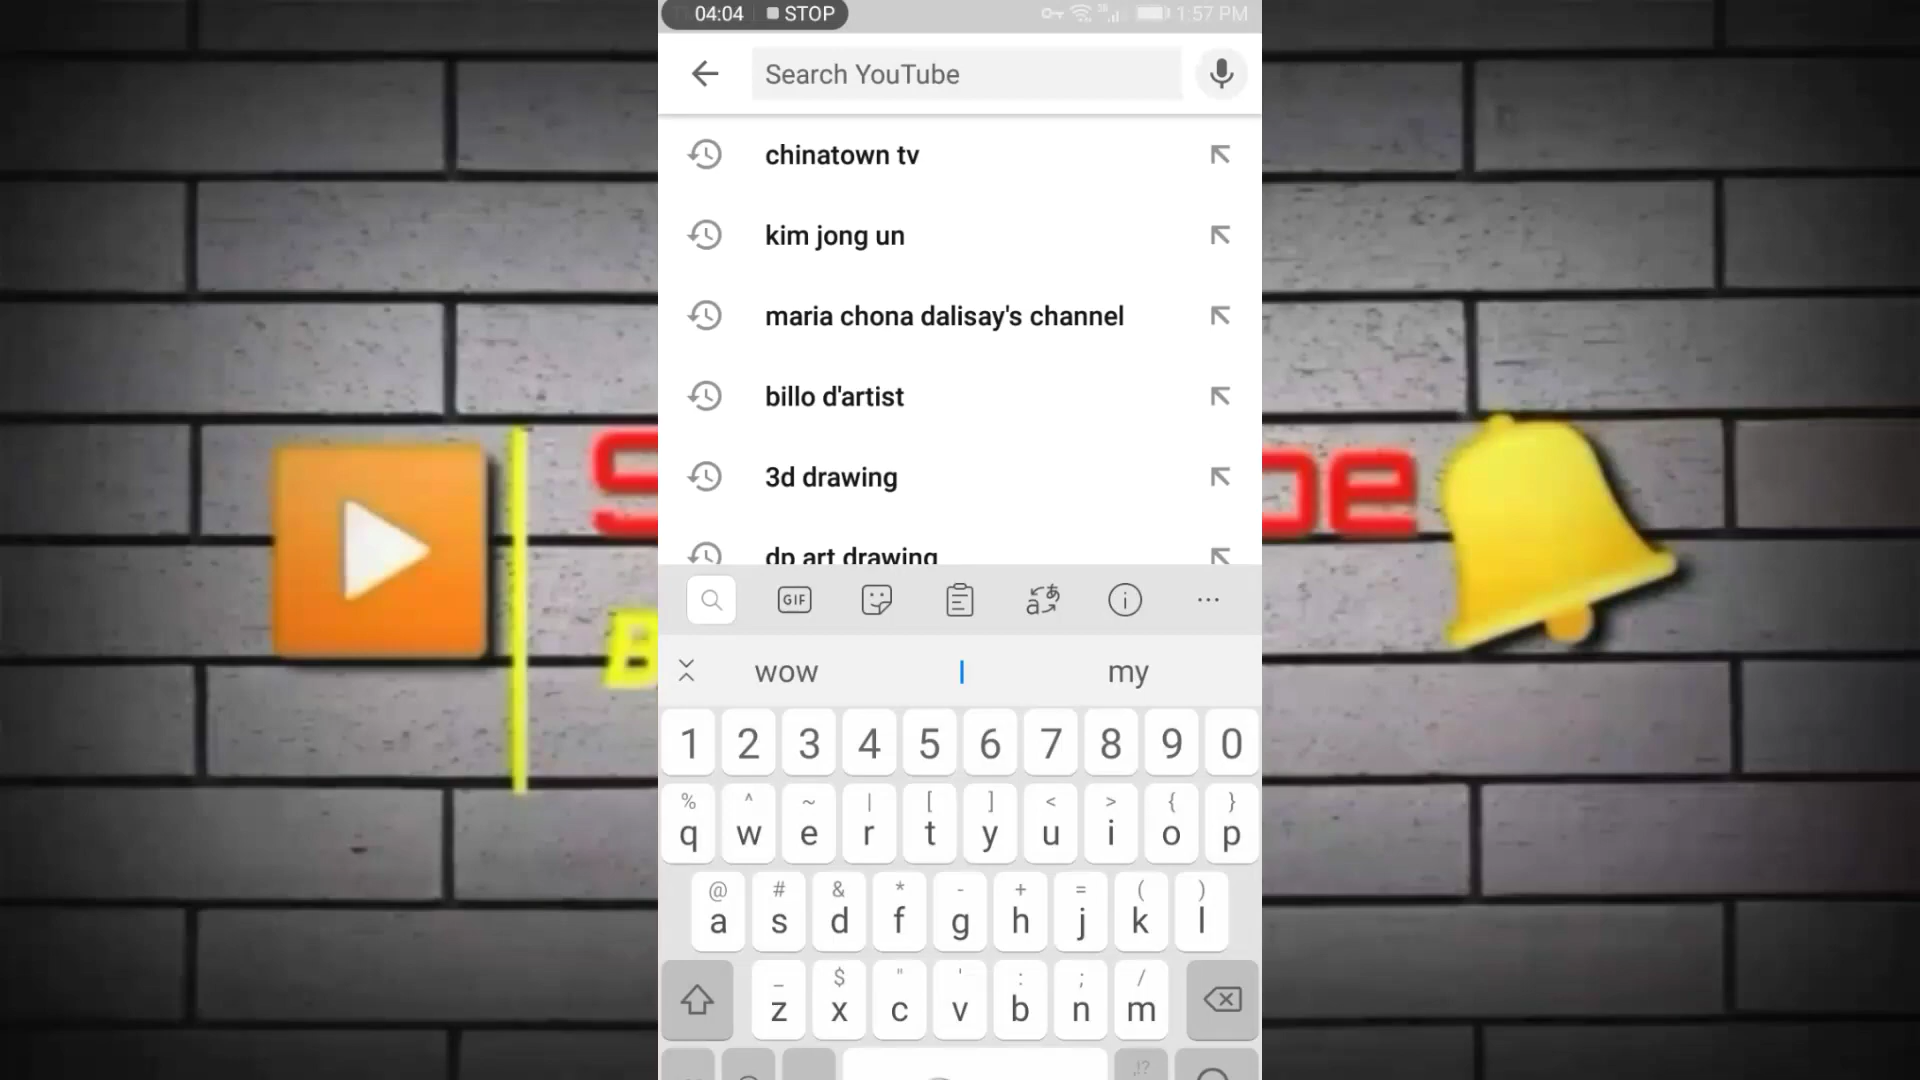 04:04 STOP 1:57 PM
Search YouTube
chinatown tv
kim jong un
maria chona dalisay's channel
billo d'artist
3d drawing
dp art drawing
GIF
wow my
1 2 3 4 5 6 7 8 9 0
% ^ ~ | [ ] < > { }
q w e r t y u i o p
@ # & * - + = ( )
a s d f g h j k l
_ $ " ' : ; /
z x c v b n m
,!?
S
be
B